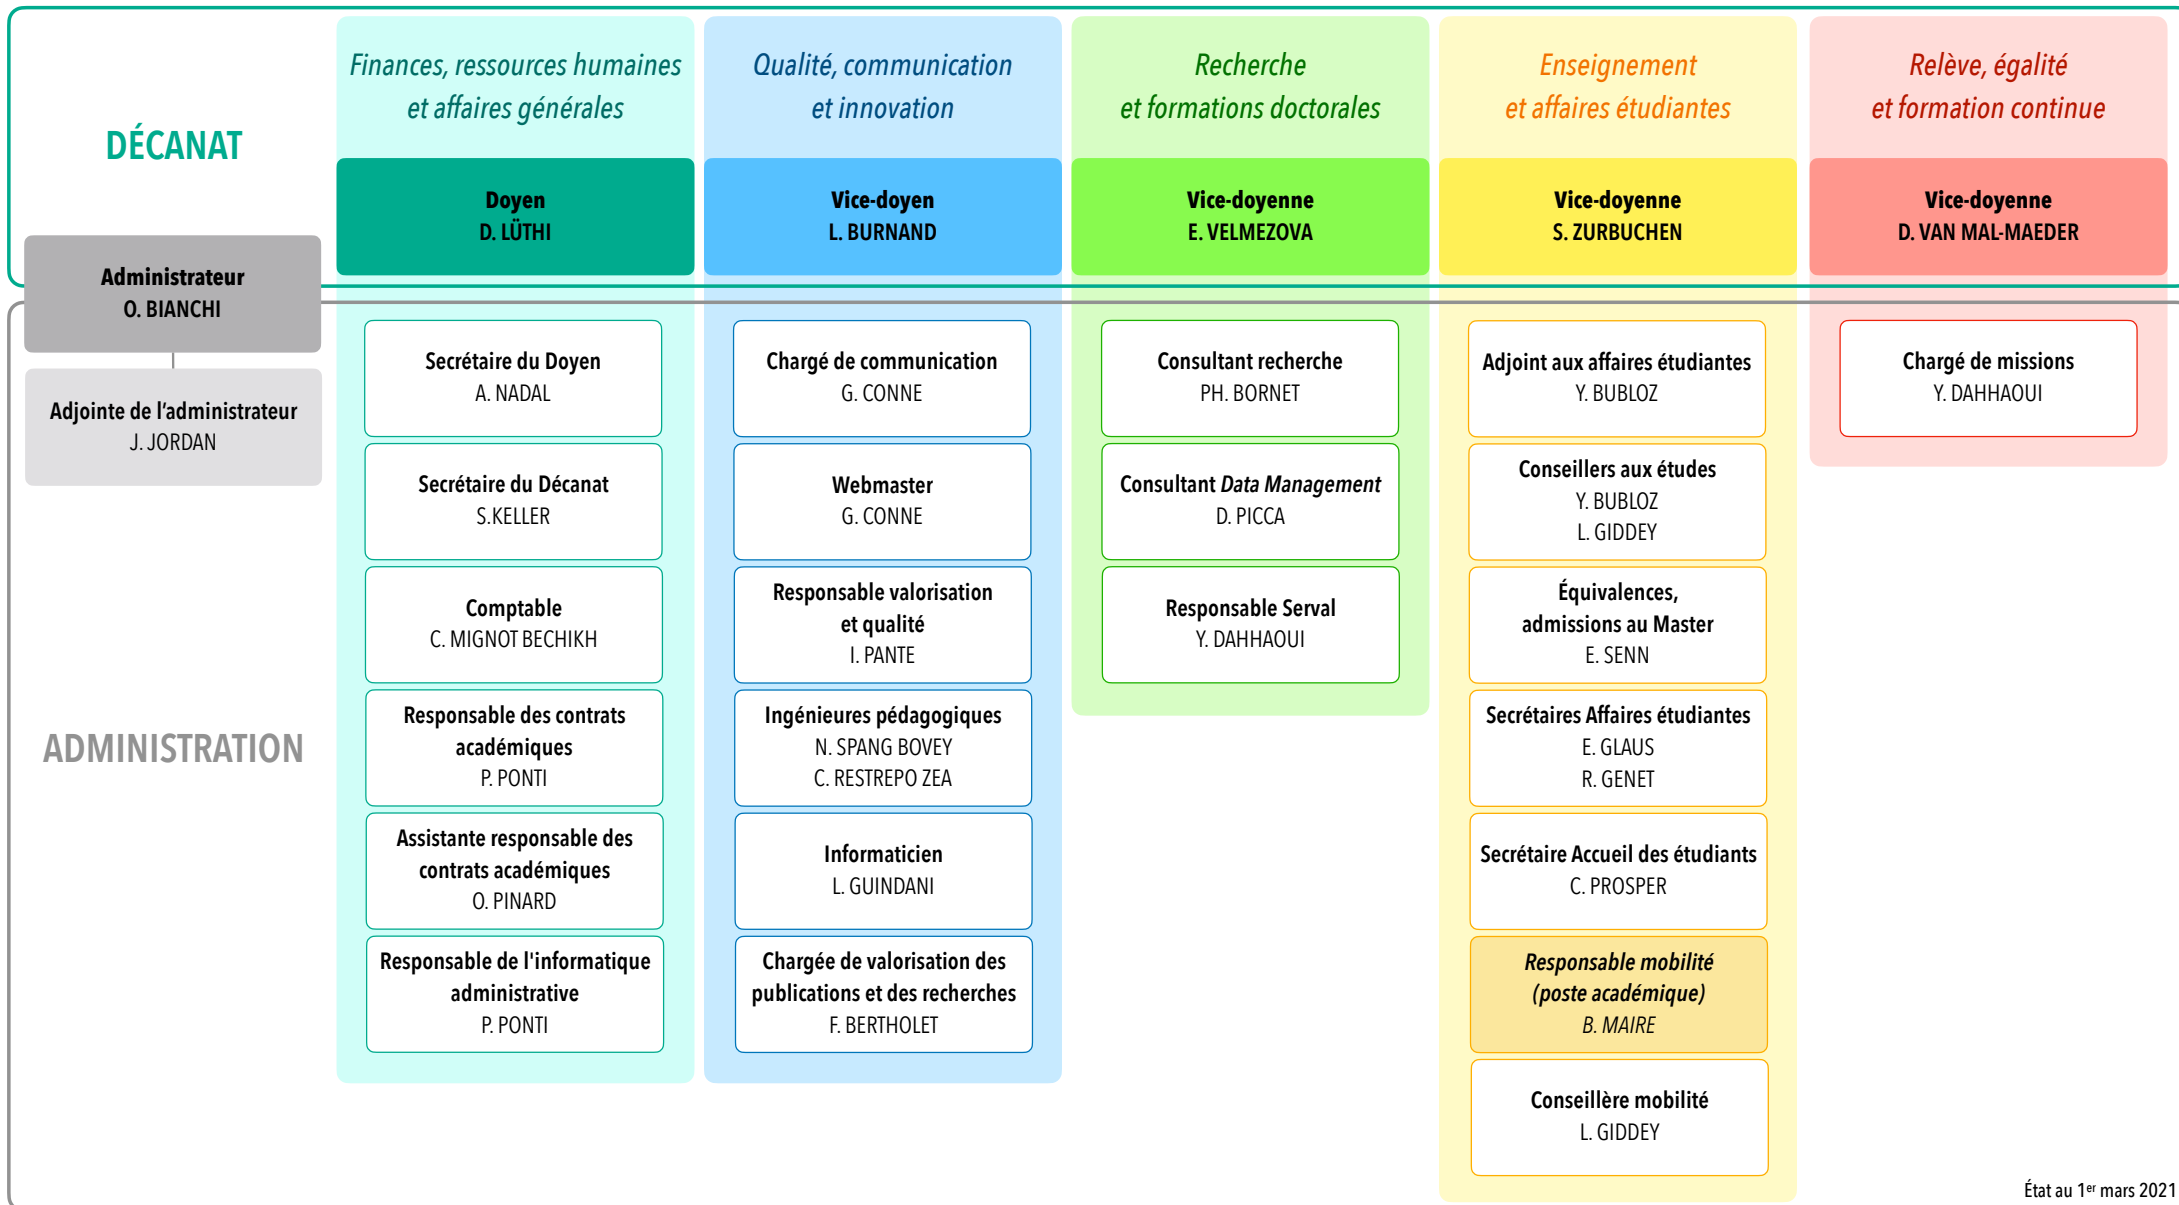 DÉCANAT
Administrateur
O. BIANCHI
Adjointe de l’administrateur
J. JORDAN
ADMINISTRATION
Finances, ressources humaines
et affaires générales
Doyen
D. LÜTHI
Secrétaire du Doyen
A. NADAL
Secrétaire du Décanat
S.KELLER
Comptable
C. MIGNOT BECHIKH
Responsable des contrats
académiques
P. PONTI
Assistante responsable des
contrats académiques
O. PINARD
Responsable de l'informatique
administrative
P. PONTI
Qualité, communication
et innovation
Vice-doyen
L. BURNAND
Chargé de communication
G. CONNE
Webmaster
G. CONNE
Responsable valorisation
et qualité
I. PANTE
Ingénieures pédagogiques
N. SPANG BOVEY
C. RESTREPO ZEA
Informaticien
L. GUINDANI
Chargée de valorisation des
publications et des recherches
F. BERTHOLET
Recherche
et formations doctorales
Vice-doyenne
E. VELMEZOVA
Consultant recherche
PH. BORNET
Consultant Data Management
D. PICCA
Responsable Serval
Y. DAHHAOUI
Enseignement
et affaires étudiantes
Vice-doyenne
S. ZURBUCHEN
Adjoint aux affaires étudiantes
Y. BUBLOZ
Conseillers aux études
Y. BUBLOZ
L. GIDDEY
Équivalences,
admissions au Master
E. SENN
Secrétaires Affaires étudiantes
E. GLAUS
R. GENET
Secrétaire Accueil des étudiants
C. PROSPER
Responsable mobilité
(poste académique)
B. MAIRE
Conseillère mobilité
L. GIDDEY
Relève, égalité
et formation continue
Vice-doyenne
D. VAN MAL-MAEDER
Chargé de missions
Y. DAHHAOUI
État au 1er mars 2021